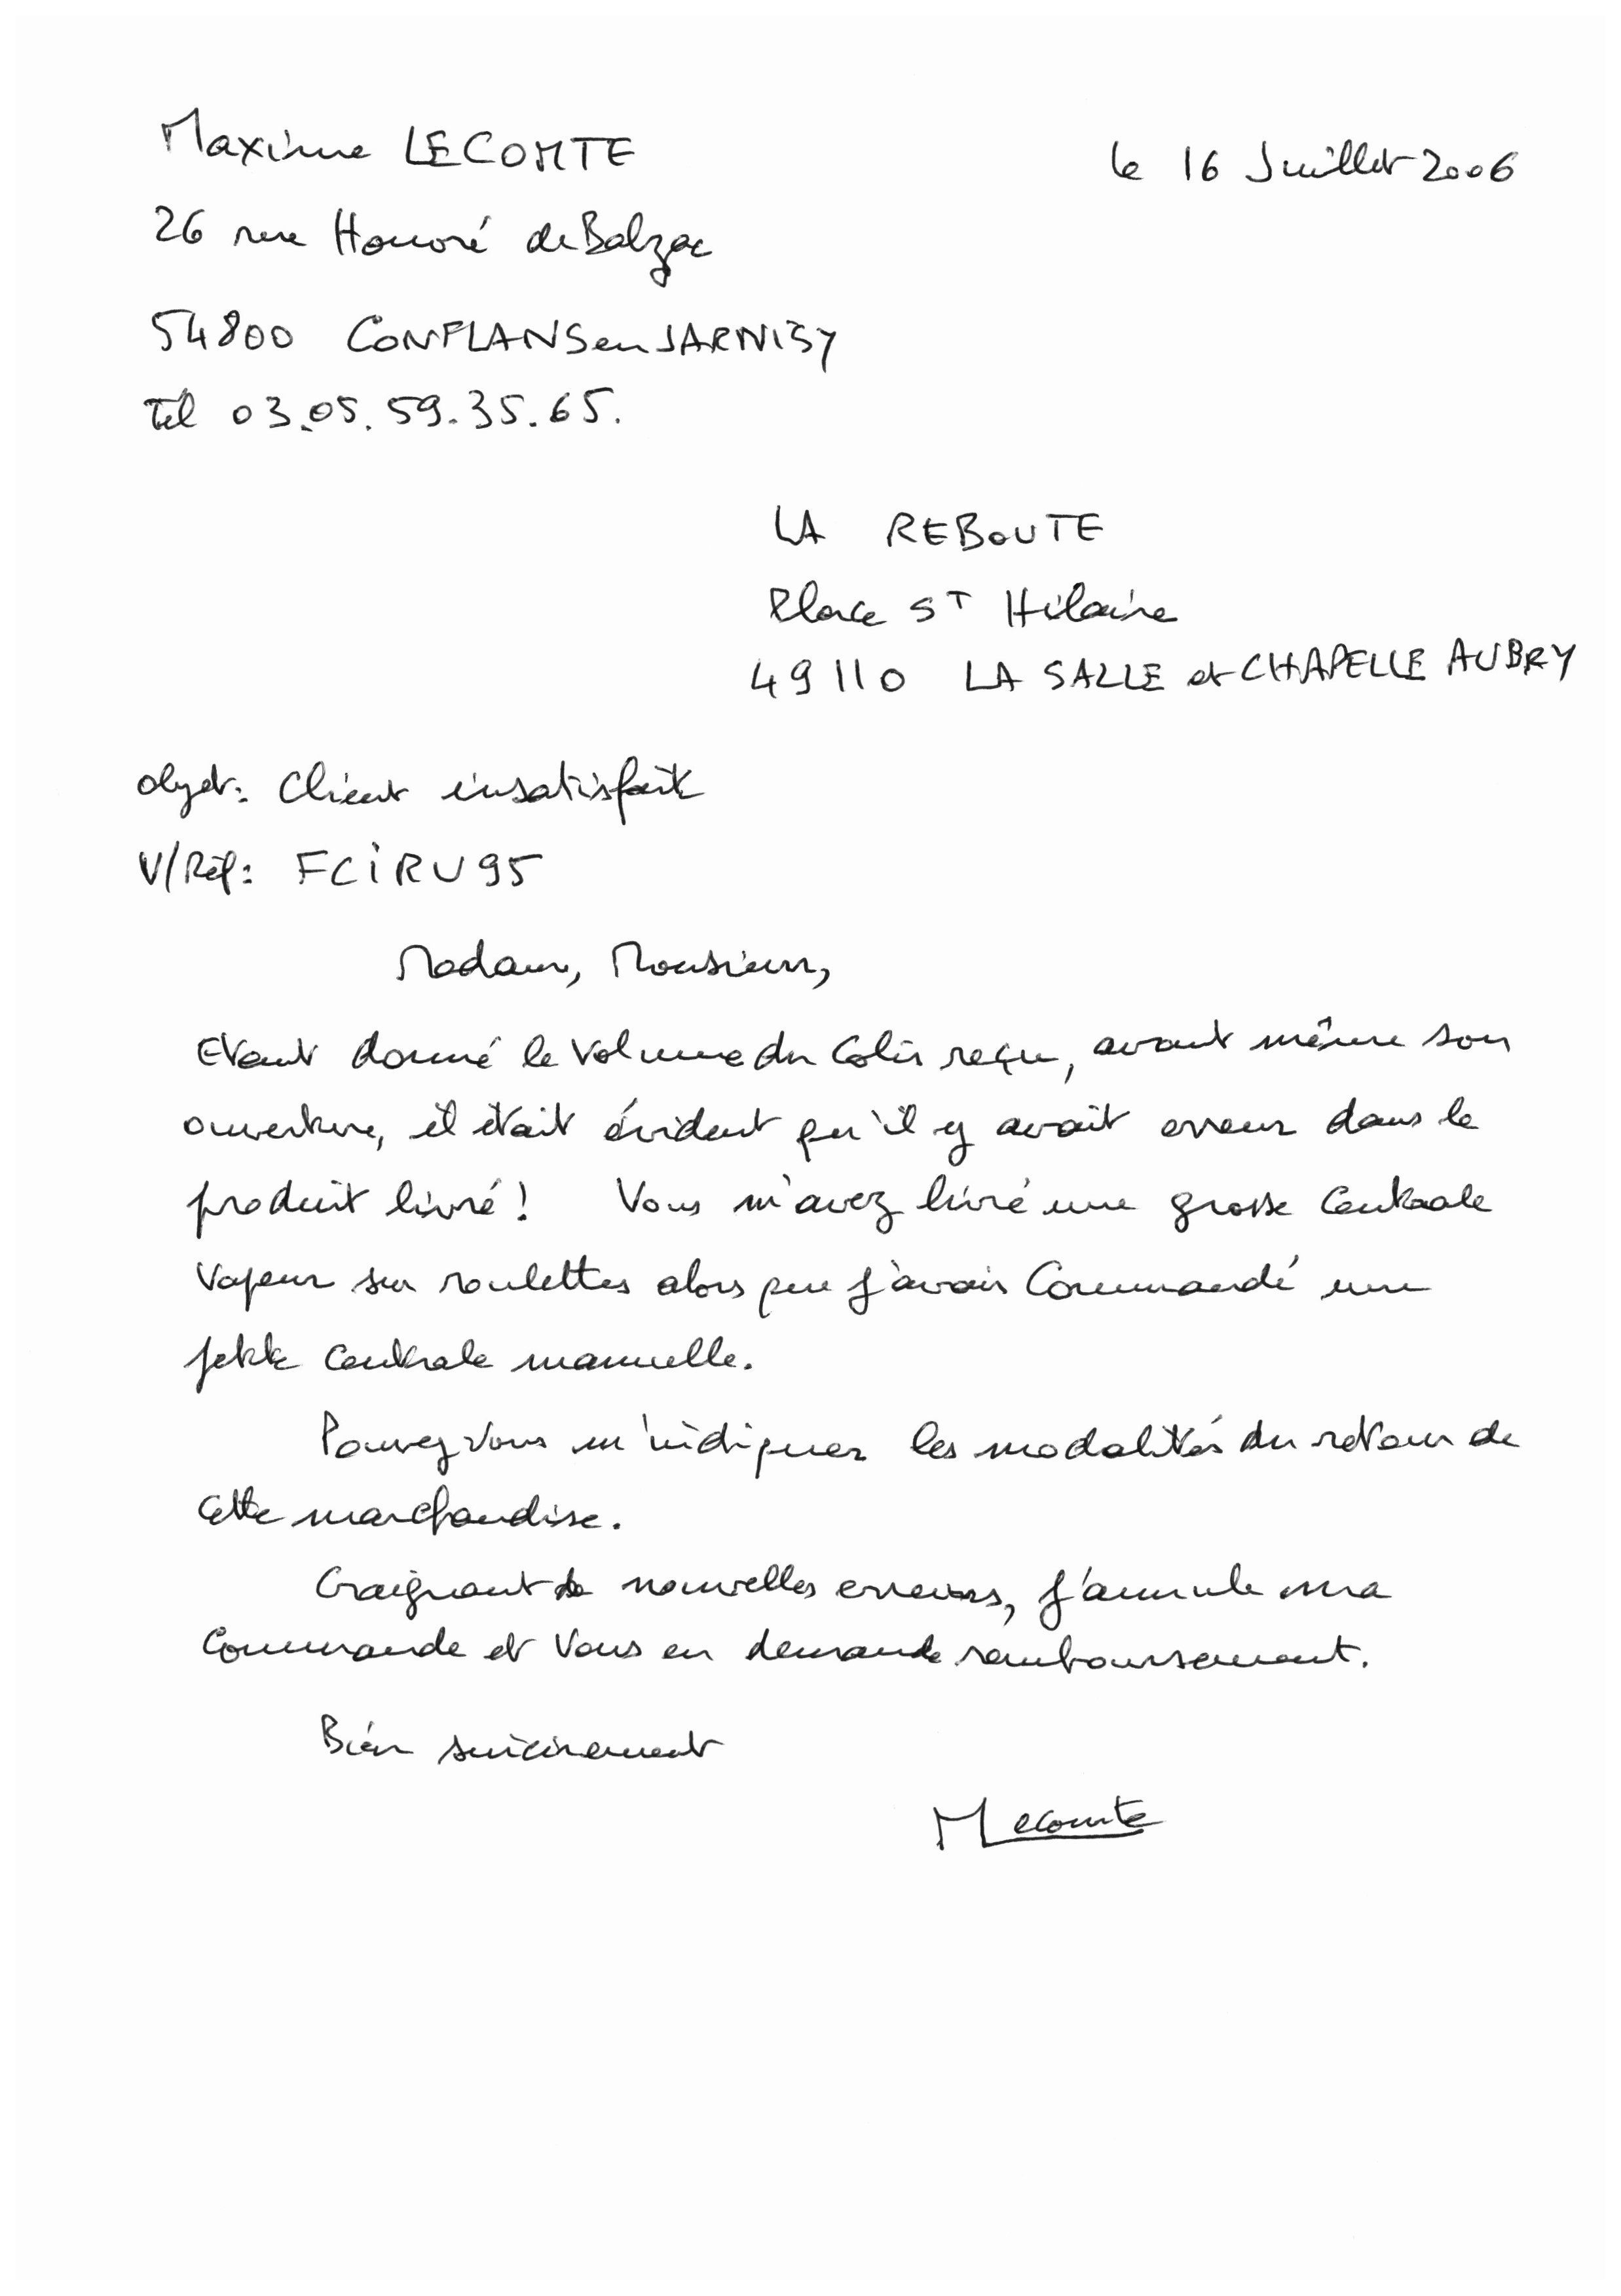 Maxime LECOMTE
le 16 Juillet 2006
26 rue Honoré de Balzac
54800 CONFLANS en JARNISY
Tél 03.05.59.35.65.
LA REBOUTE
Place ST Hilaire
49110 LA SALLE et CHAPELLE AUBRY
Objet: Client insatisfait
V/Réf: FCIRU95
Madame, Monsieur,
Etant donné le volume du colis reçu, avant même son
ouverture, il était évident qu'il y avait erreur dans le
produit livré! Vous m'avez livré une grosse centrale
vapeur sur roulettes alors que j'avais commandé une
petite centrale manuelle.
Pouvez vous m'indiquer les modalités du retour de
cette marchandise.
Craignant de nouvelles erreurs, j'annule ma
commande et vous en demande remboursement.
Bien sincèrement
MLecomte